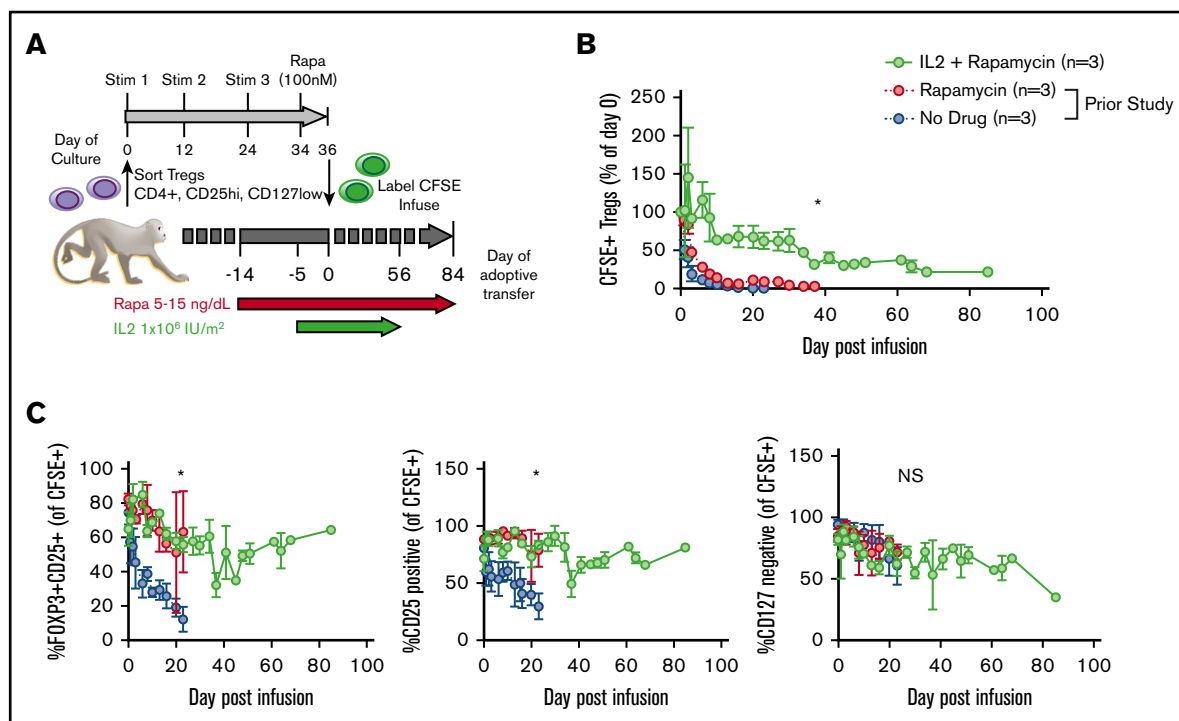 A
Rapa
Stim 1 Stim 2 Stim 3 (100nM)
Day of
Culture
0 12 24 34 36
Sort Tregs
CD4+, CD25hi, CD127low
Label CFSE
Infuse
-14 -5 0 56 84
Day of
adoptive
transfer
Rapa 5-15 ng/dL
IL2 1x10⁶ IU/m²
B
IL2 + Rapamycin (n=3)
Rapamycin (n=3)
No Drug (n=3)
Prior Study
CFSE+ Tregs (% of day 0)
250
200
150
100
50
0
*
0 20 40 60 80 100
Day post infusion
C
%FOXP3+CD25+ (of CFSE+)
100
80
60
40
20
0
*
0 20 40 60 80 100
Day post infusion
%CD25 positive (of CFSE+)
150
100
50
0
*
0 20 40 60 80 100
Day post infusion
%CD127 negative (of CFSE+)
150
100
50
0
NS
0 20 40 60 80 100
Day post infusion